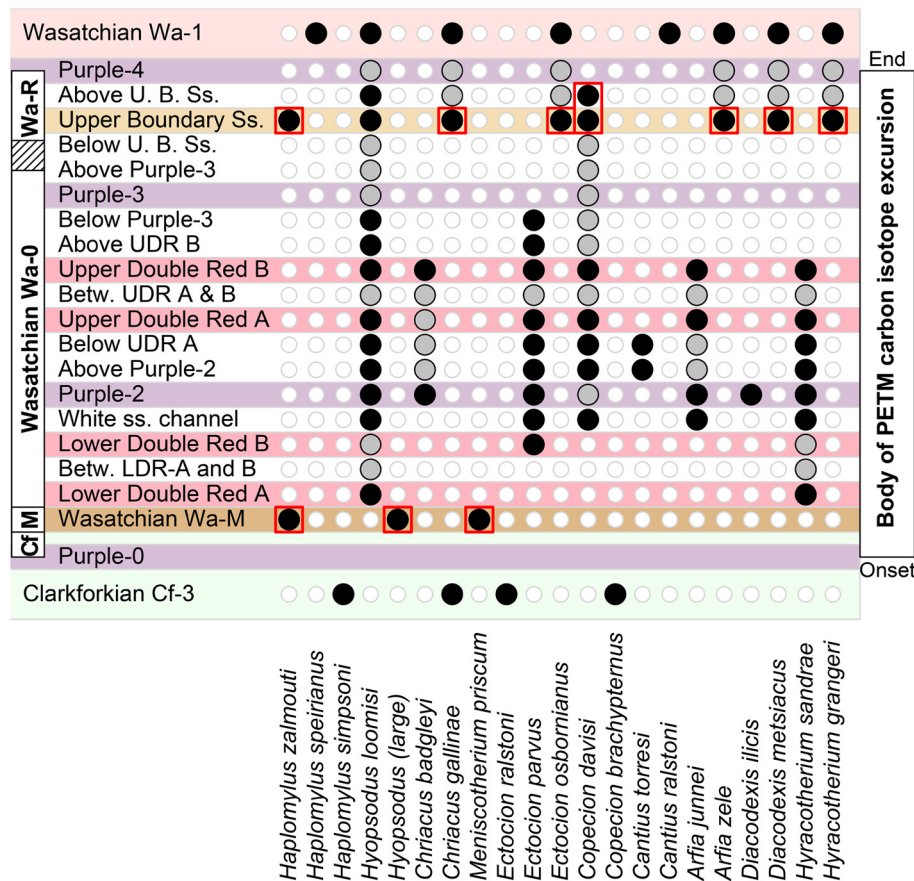 Wasatchian Wa-1
End
Purple-4
Above U. B. Ss.
Upper Boundary Ss.
Below U. B. Ss.
Above Purple-3
Purple-3
Below Purple-3
Above UDR B
Upper Double Red B
Betw. UDR A & B
Upper Double Red A
Below UDR A
Above Purple-2
Purple-2
White ss. channel
Lower Double Red B
Betw. LDR-A and B
Lower Double Red A
Wasatchian Wa-M
Purple-0
Onset
Clarkforkian Cf-3
Wa-R
Wasatchian Wa-0
M
Cf
Body of PETM carbon isotope excursion
Haplomylus zalmouti
Haplomylus speirianus
Haplomylus simpsoni
Hyopsodus loomisi
Hyopsodus (large)
Chriacus badgleyi
Chriacus gallinae
Meniscotherium priscum
Ectocion ralstoni
Ectocion parvus
Ectocion osbornianus
Copecion davisi
Copecion brachypternus
Cantius torresi
Cantius ralstoni
Arfia junnei
Arfia zele
Diacodexis ilicis
Diacodexis metsiacus
Hyracotherium sandrae
Hyracotherium grangeri